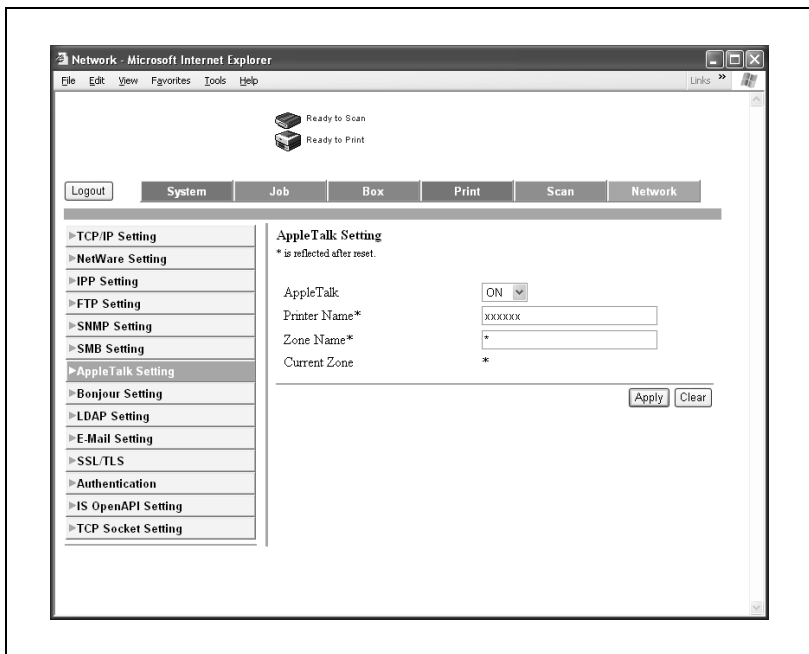 Network - Microsoft Internet Explorer
File Edit View Favorites Tools Help Links »
Ready to Scan
Ready to Print
Logout System Job Box Print Scan Network
TCP/IP Setting
NetWare Setting
IPP Setting
FTP Setting
SNMP Setting
SMB Setting
AppleTalk Setting
Bonjour Setting
LDAP Setting
E-Mail Setting
SSL/TLS
Authentication
IS OpenAPI Setting
TCP Socket Setting
AppleTalk Setting
* is reflected after reset.
AppleTalk ON
Printer Name* xxxxxx
Zone Name* *
Current Zone *
Apply Clear